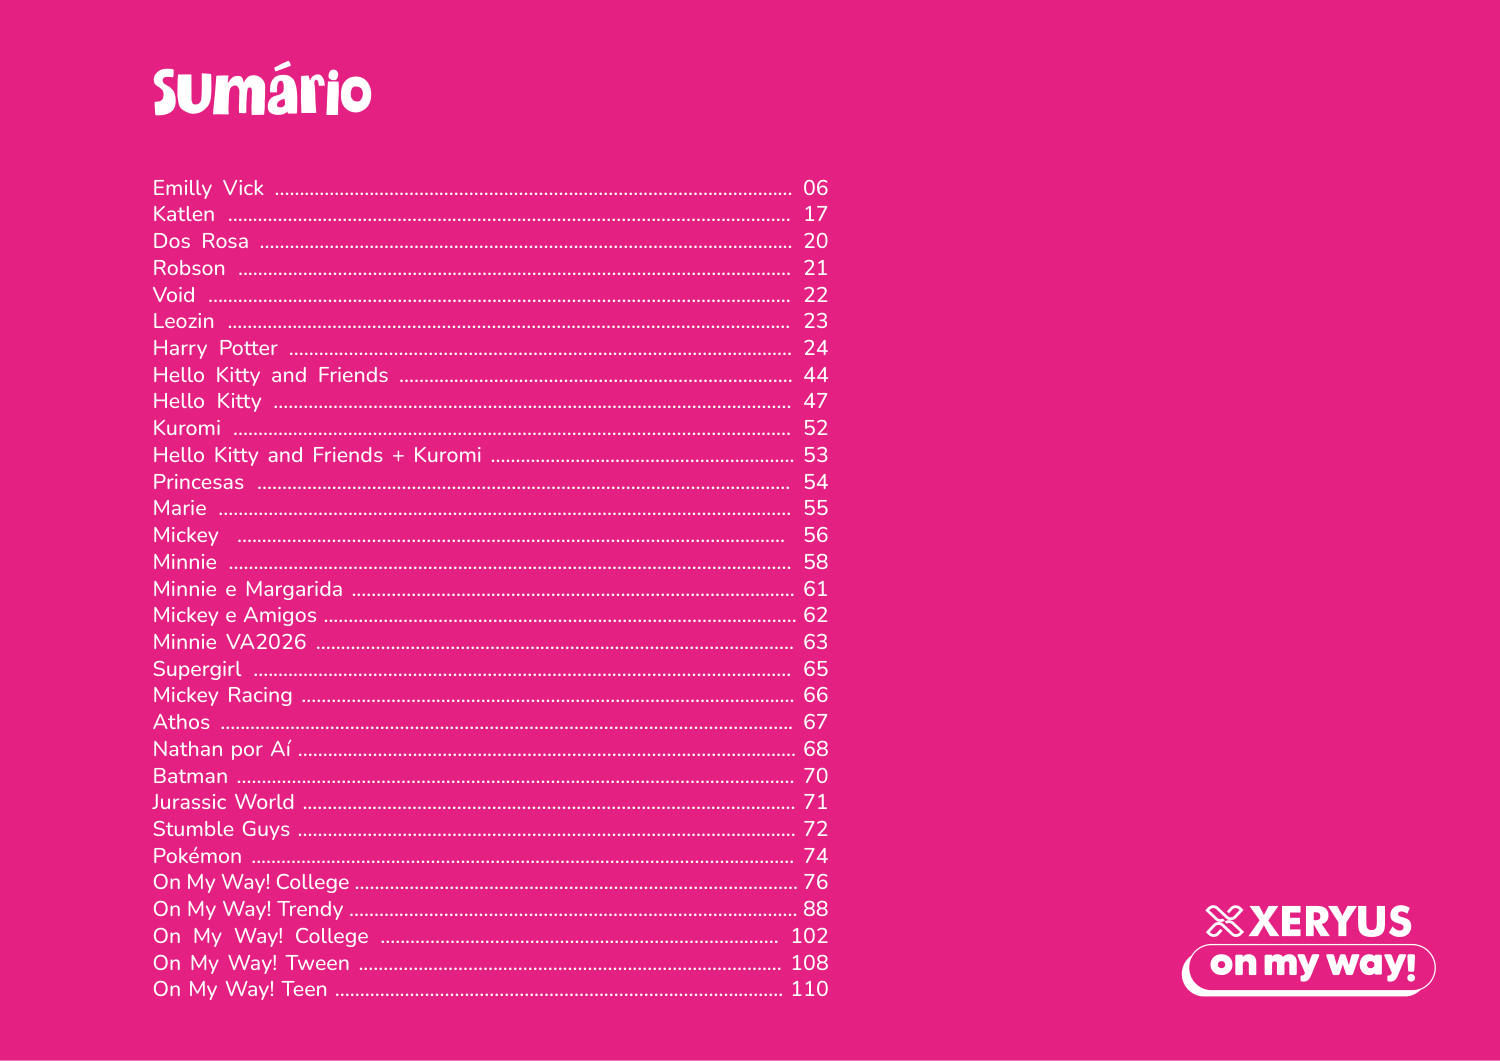 Sumário
Emilly Vick ........................................................................................................ 06
Katlen ................................................................................................................. 17
Dos Rosa ........................................................................................................... 20
Robson ............................................................................................................... 21
Void ..................................................................................................................... 22
Leozin ................................................................................................................. 23
Harry Potter ..................................................................................................... 24
Hello Kitty and Friends ............................................................................... 44
Hello Kitty ........................................................................................................ 47
Kuromi ................................................................................................................ 52
Hello Kitty and Friends + Kuromi ............................................................. 53
Princesas ........................................................................................................... 54
Marie ................................................................................................................... 55
Mickey .............................................................................................................. 56
Minnie ................................................................................................................. 58
Minnie e Margarida ......................................................................................... 61
Mickey e Amigos ............................................................................................... 62
Minnie VA2026 ................................................................................................ 63
Supergirl ............................................................................................................ 65
Mickey Racing ................................................................................................... 66
Athos ................................................................................................................... 67
Nathan por Aí .................................................................................................... 68
Batman ................................................................................................................ 70
Jurassic World ................................................................................................... 71
Stumble Guys .................................................................................................... 72
Pokémon ............................................................................................................. 74
On My Way! College ......................................................................................... 76
On My Way! Trendy .......................................................................................... 88
On My Way! College ................................................................................ 102
On My Way! Tween ..................................................................................... 108
On My Way! Teen .......................................................................................... 110
XERYUS
on my way!